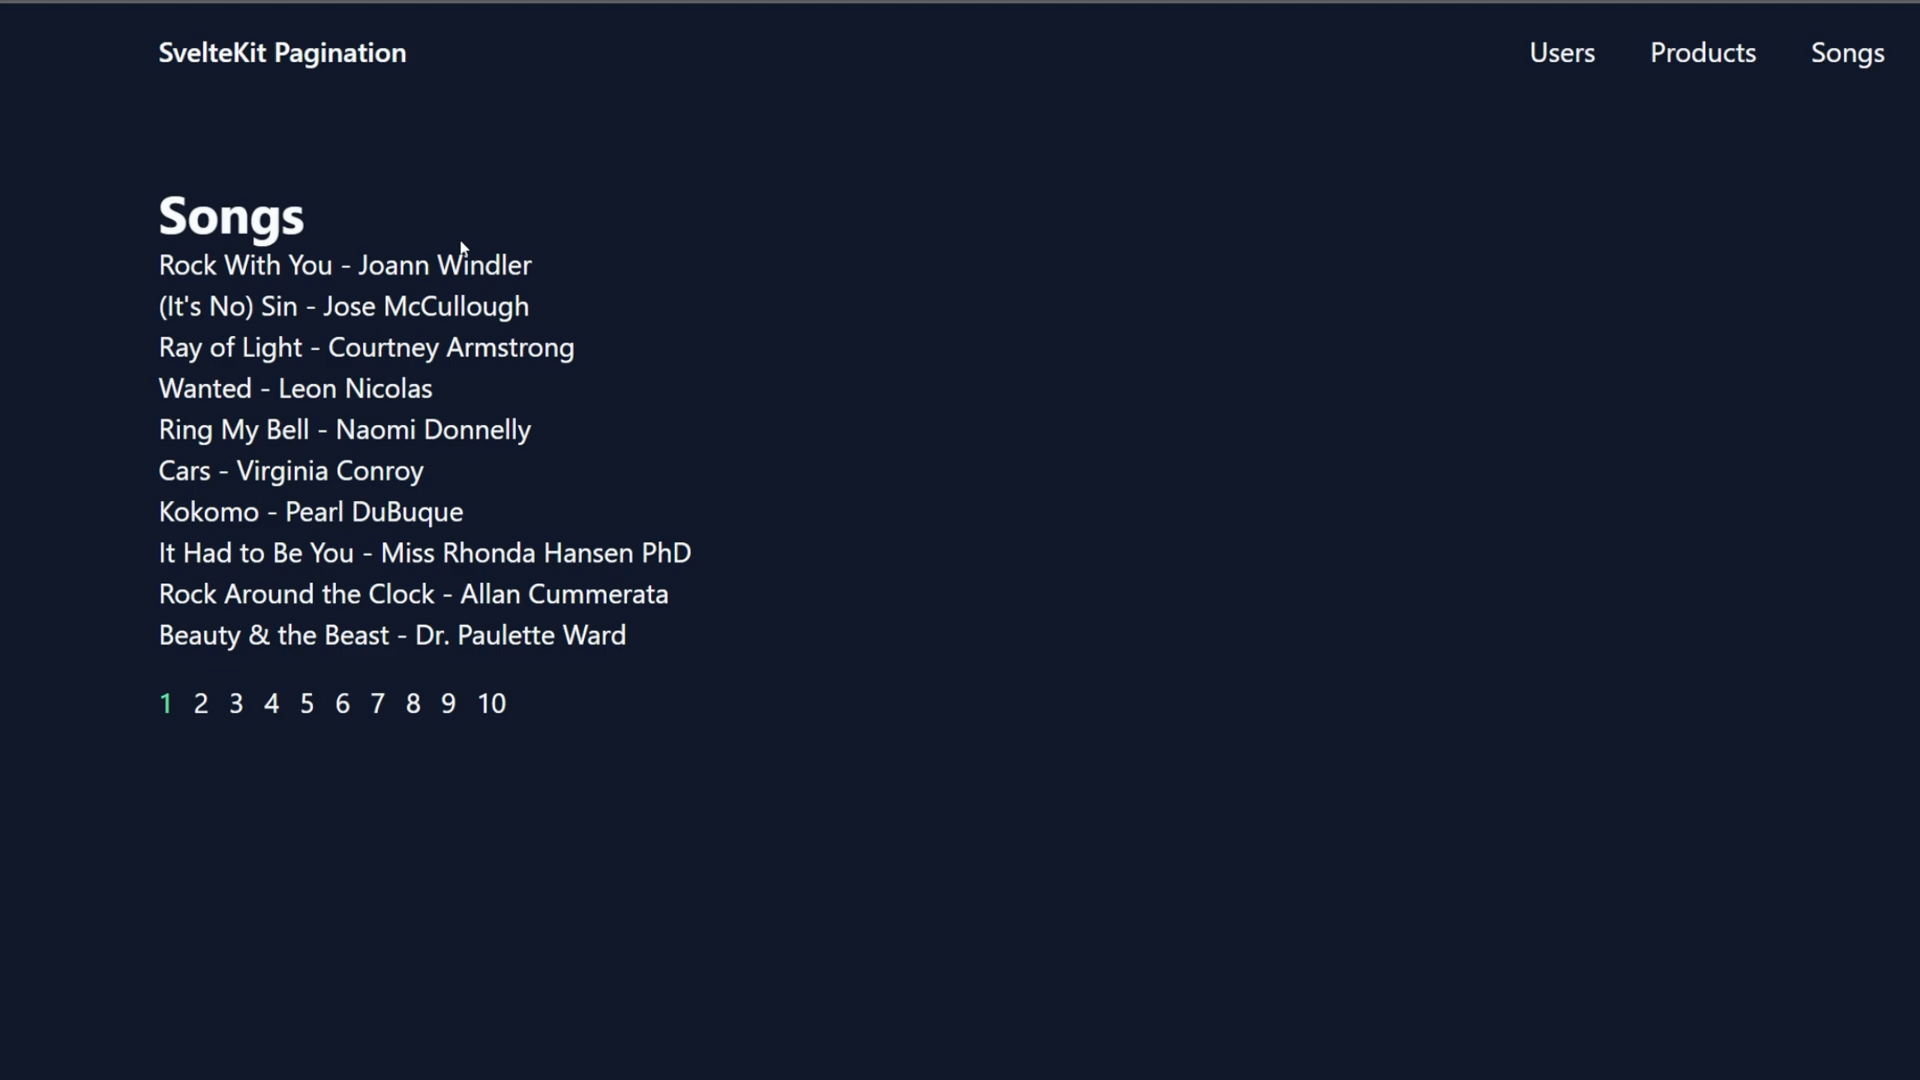 SvelteKit Pagination
Users Products Songs
Songs
Rock With You - Joann Windler
(It's No) Sin - Jose McCullough
Ray of Light - Courtney Armstrong
Wanted - Leon Nicolas
Ring My Bell - Naomi Donnelly
Cars - Virginia Conroy
Kokomo - Pearl DuBuque
It Had to Be You - Miss Rhonda Hansen PhD
Rock Around the Clock - Allan Cummerata
Beauty & the Beast - Dr. Paulette Ward
1 2 3 4 5 6 7 8 9 10